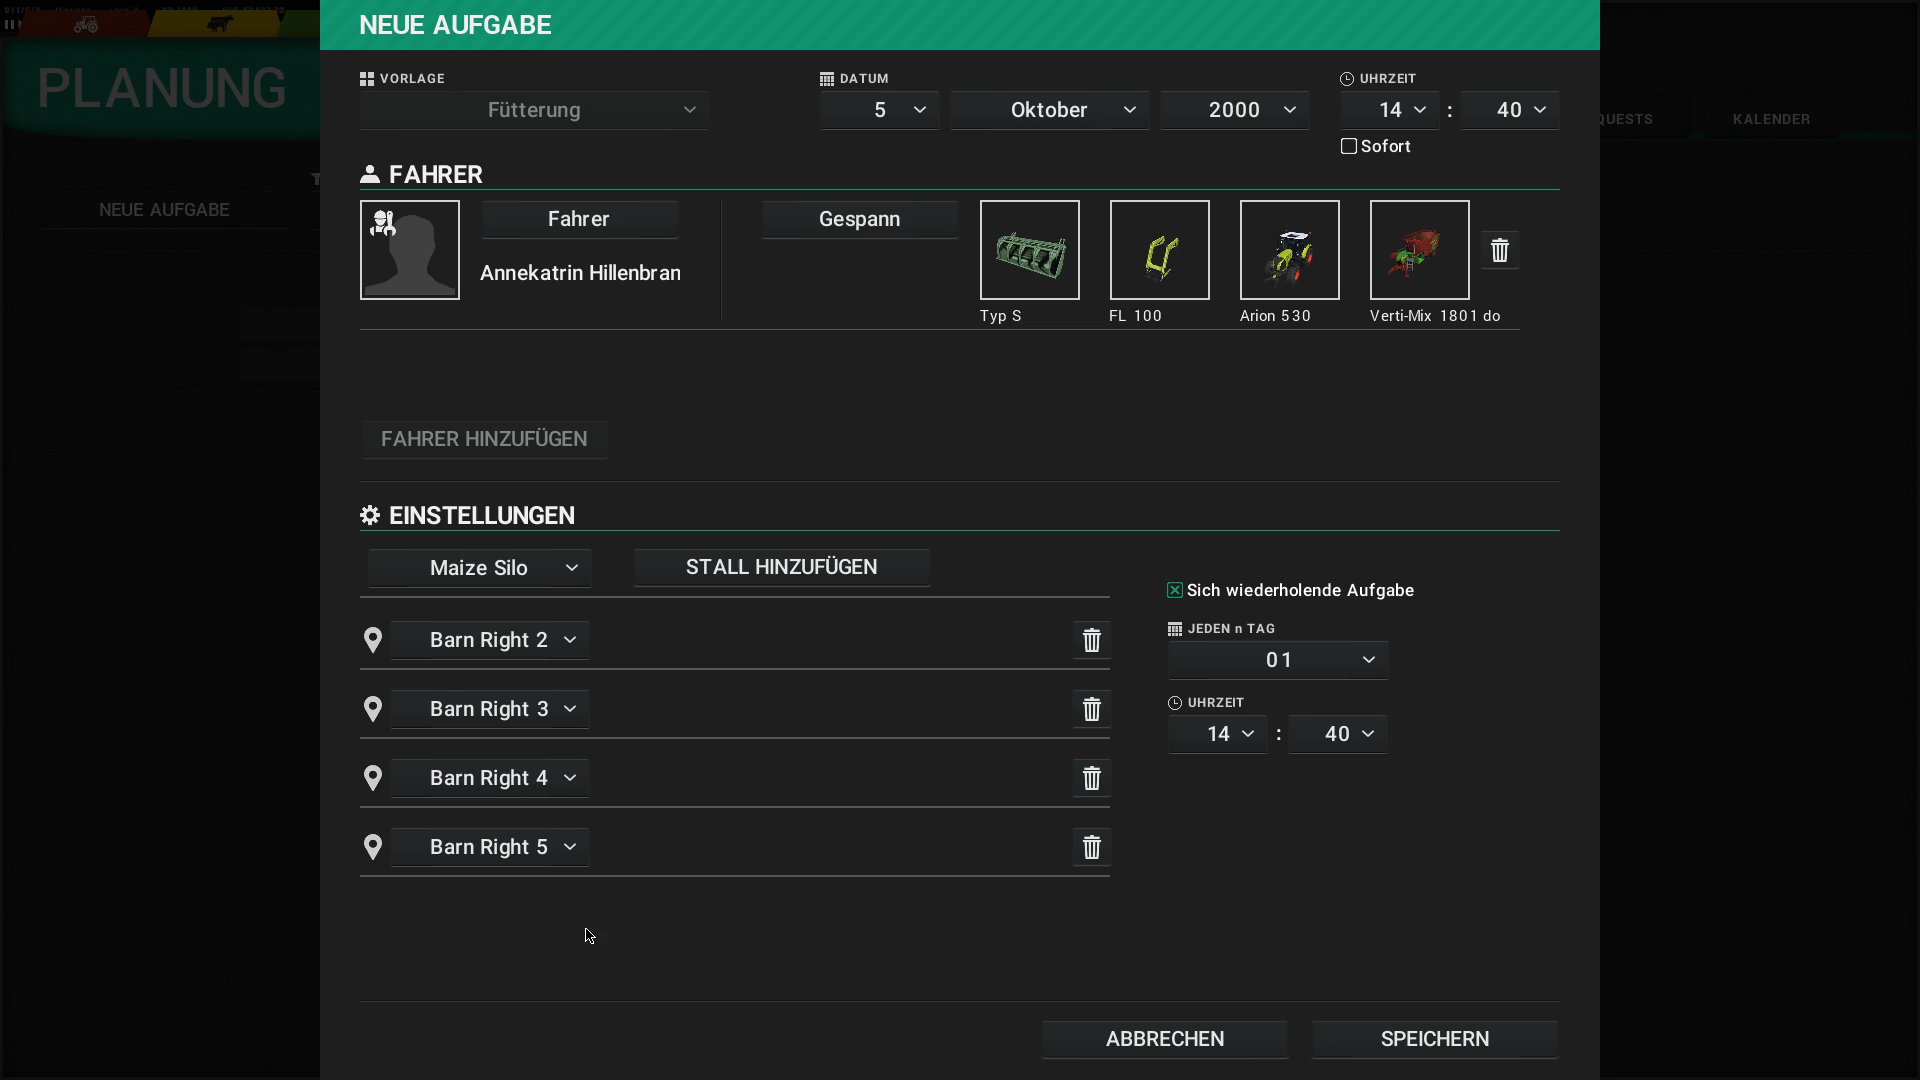 NEUE AUFGABE
PLANUNG
VORLAGE
DATUM
UHRZEIT
Fütterung
5
Oktober
2000
14 : 40
QUESTS
KALENDER
Sofort
FAHRER
NEUE AUFGABE
Fahrer
Gespann
Annekatrin Hillenbran
Typ S
FL 100
Arion 530
Verti-Mix 1801 do
FAHRER HINZUFÜGEN
EINSTELLUNGEN
Maize Silo
STALL HINZUFÜGEN
Sich wiederholende Aufgabe
Barn Right 2
JEDEN n TAG
01
Barn Right 3
UHRZEIT
14 : 40
Barn Right 4
Barn Right 5
ABBRECHEN
SPEICHERN